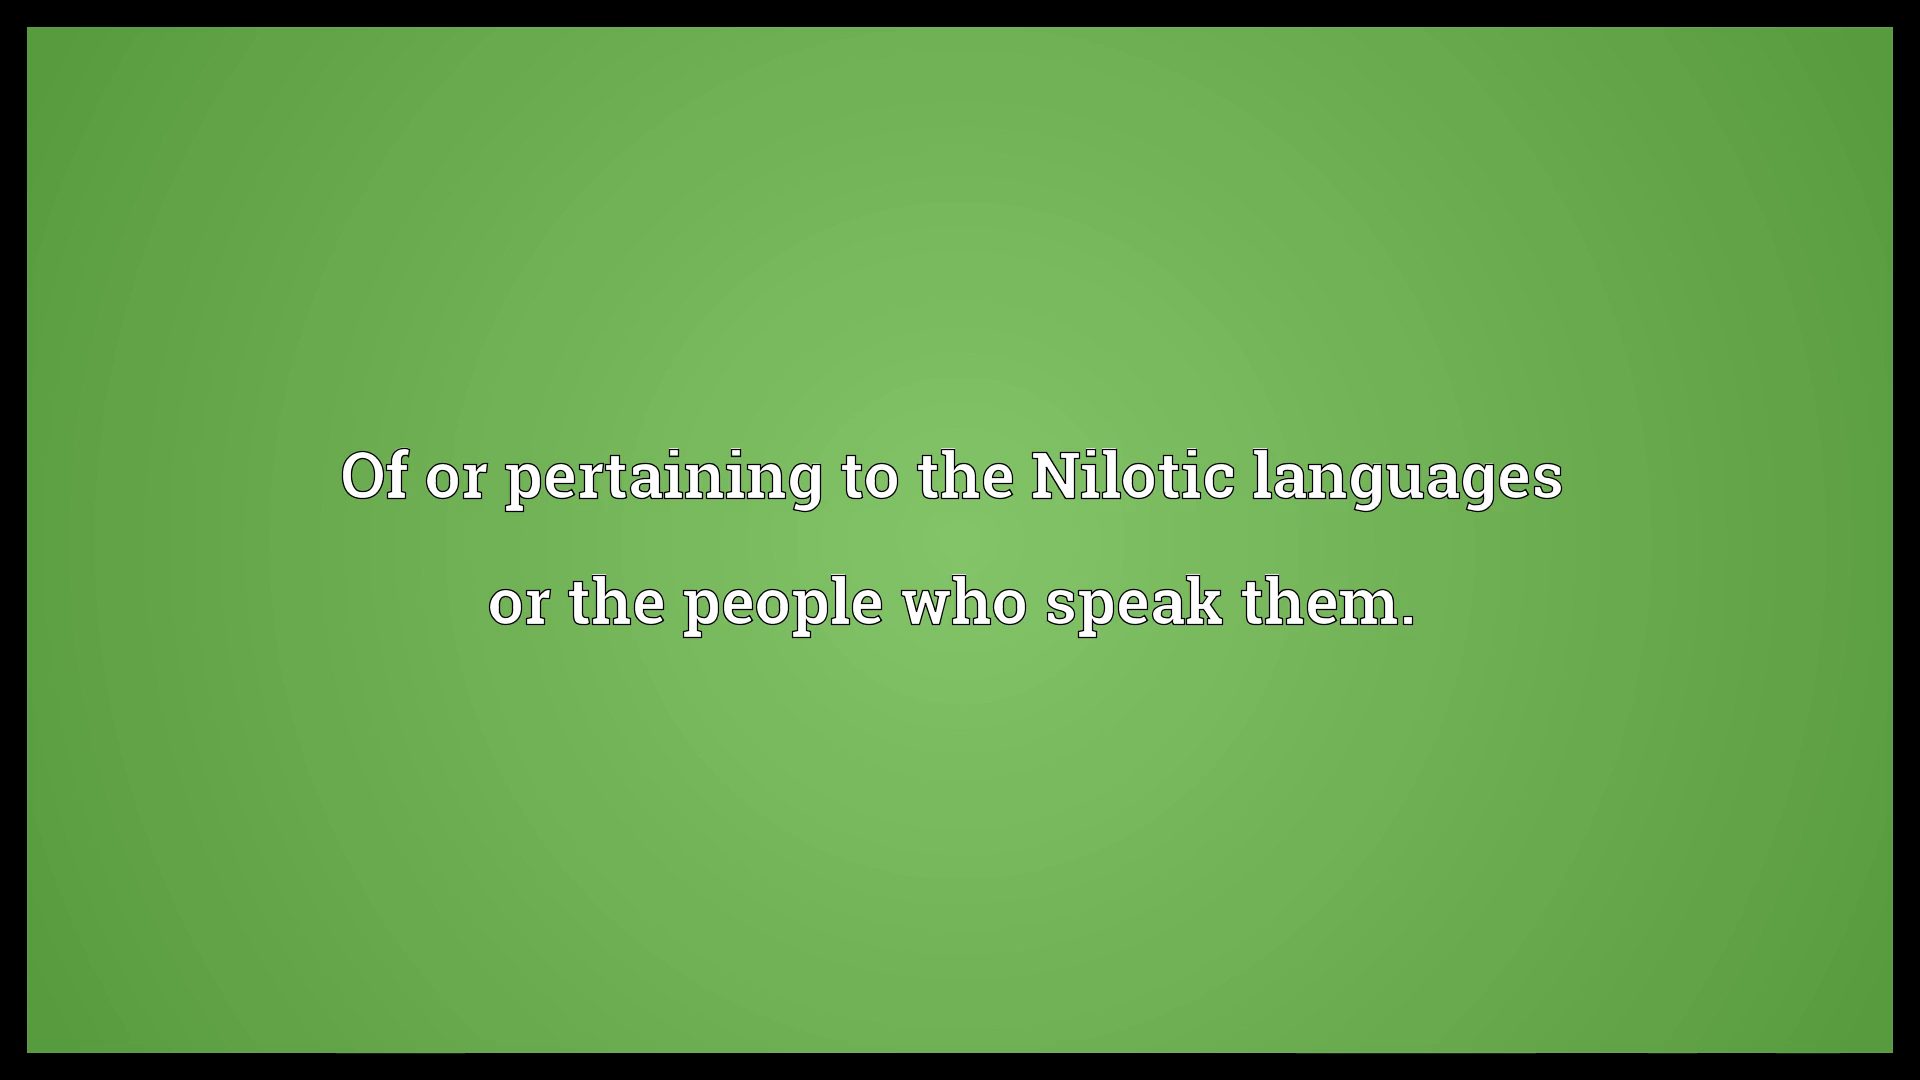 Of or pertaining to the Nilotic languages
or the people who speak them.